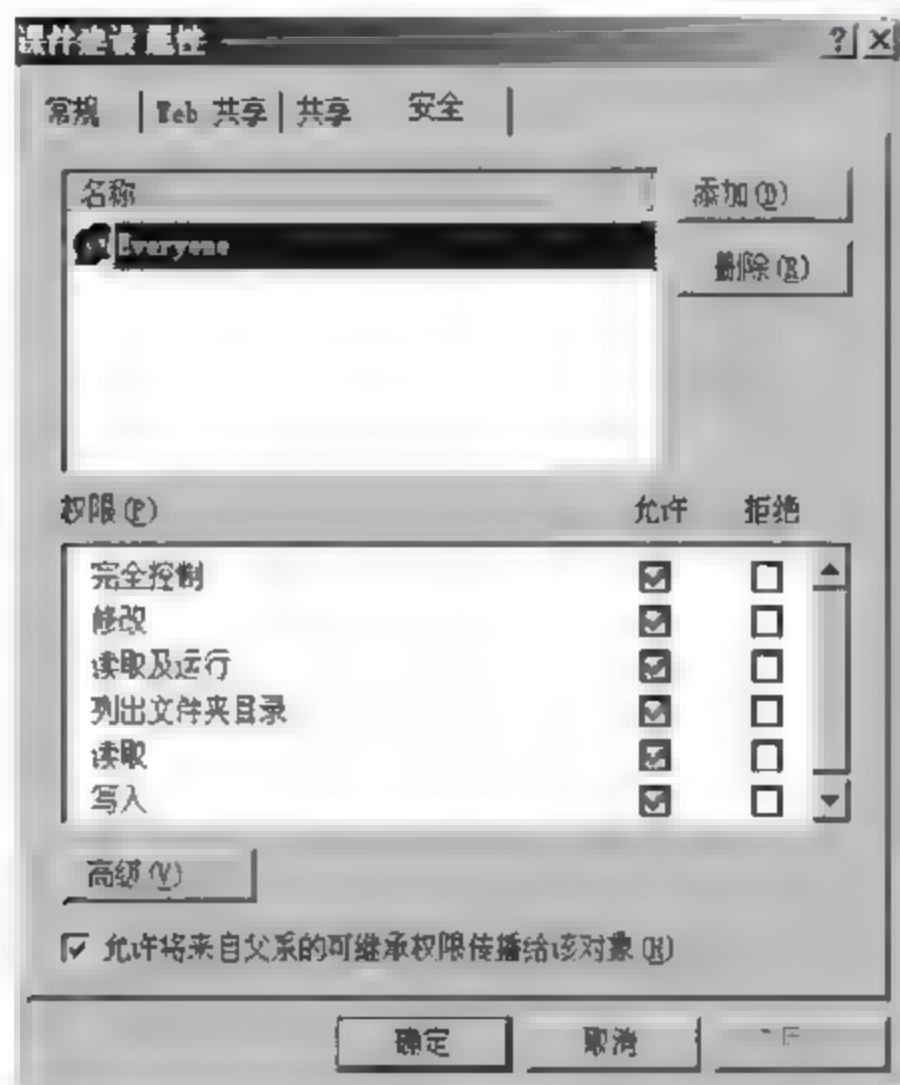 课件建设 属性
常规 Web 共享 共享 安全
名称 添加(D)
Everyone
删除(R)
权限(P) 允许 拒绝
完全控制
修改
读取及运行
列出文件夹目录
读取
写入
高级(V)
允许将来自父系的可继承权限传播给该对象(H)
确定 取消